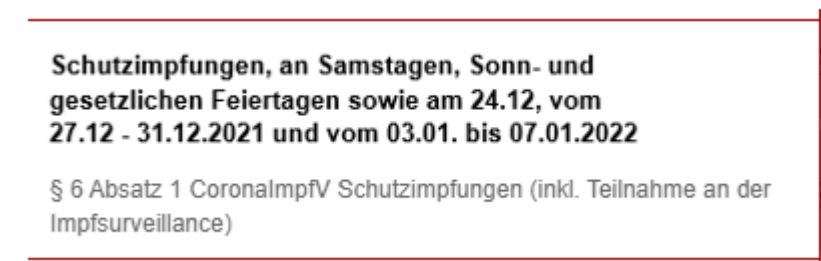 Schutzimpfungen, an Samstagen, Sonn- und
gesetzlichen Feiertagen sowie am 24.12, vom
27.12 - 31.12.2021 und vom 03.01. bis 07.01.2022
§ 6 Absatz 1 CoronaImpfV Schutzimpfungen (inkl. Teilnahme an der
Impfsurveillance)